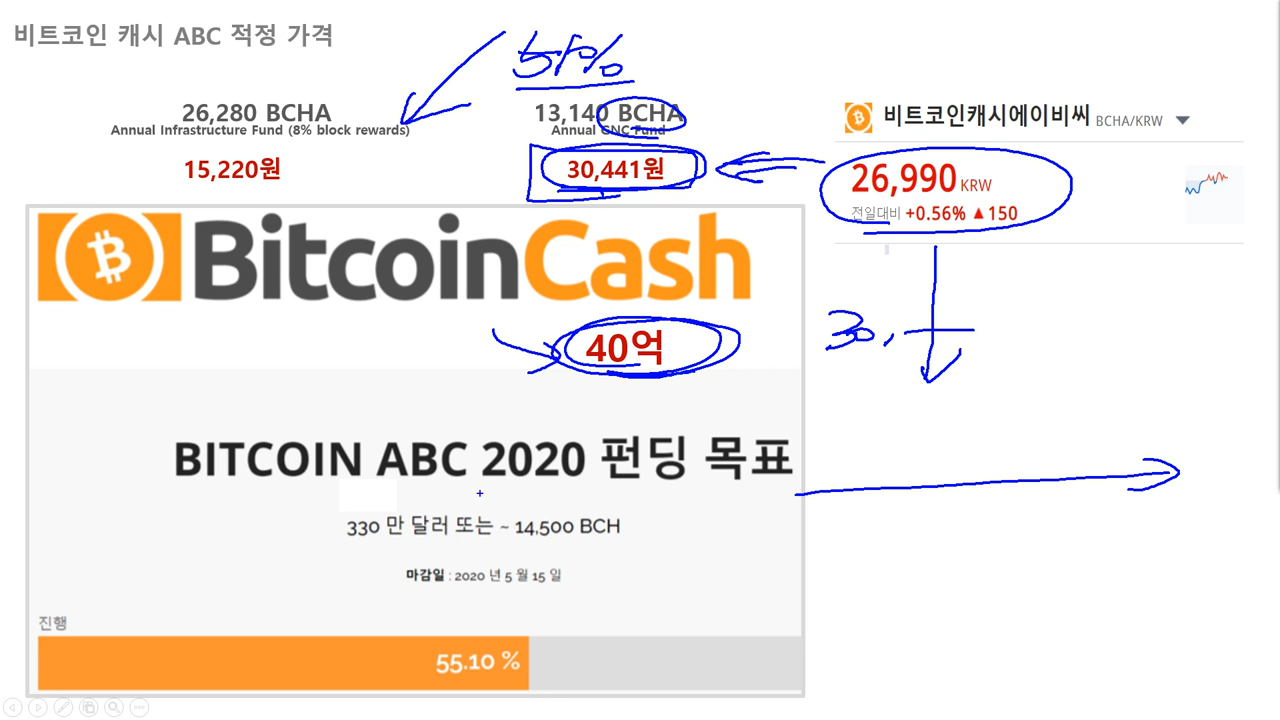 비트코인 캐시 ABC 적정 가격
51%
26,280 BCHA
Annual Infrastructure Fund (8% block rewards)
15,220원
13,140 BCHA
Annual GNC Fund
30,441원
비트코인캐시에이비씨 BCHA/KRW
26,990 KRW
전일대비 +0.56% ▲150
BitcoinCash
40억
30,
BITCOIN ABC 2020 펀딩 목표
330 만 달러 또는 ~ 14,500 BCH
마감일 : 2020 년 5 월 15 일
진행
55.10 %